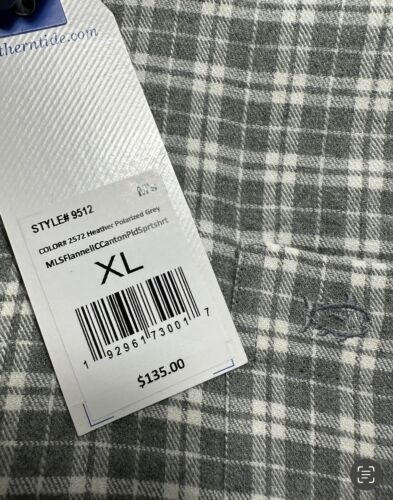 therntide.com
STYLE# 9512
COLOR# 2572 Heather Polarized Grey
MLSFlannelICCantonPldSprtshrt
XL
1 92961 73001 7
$135.00